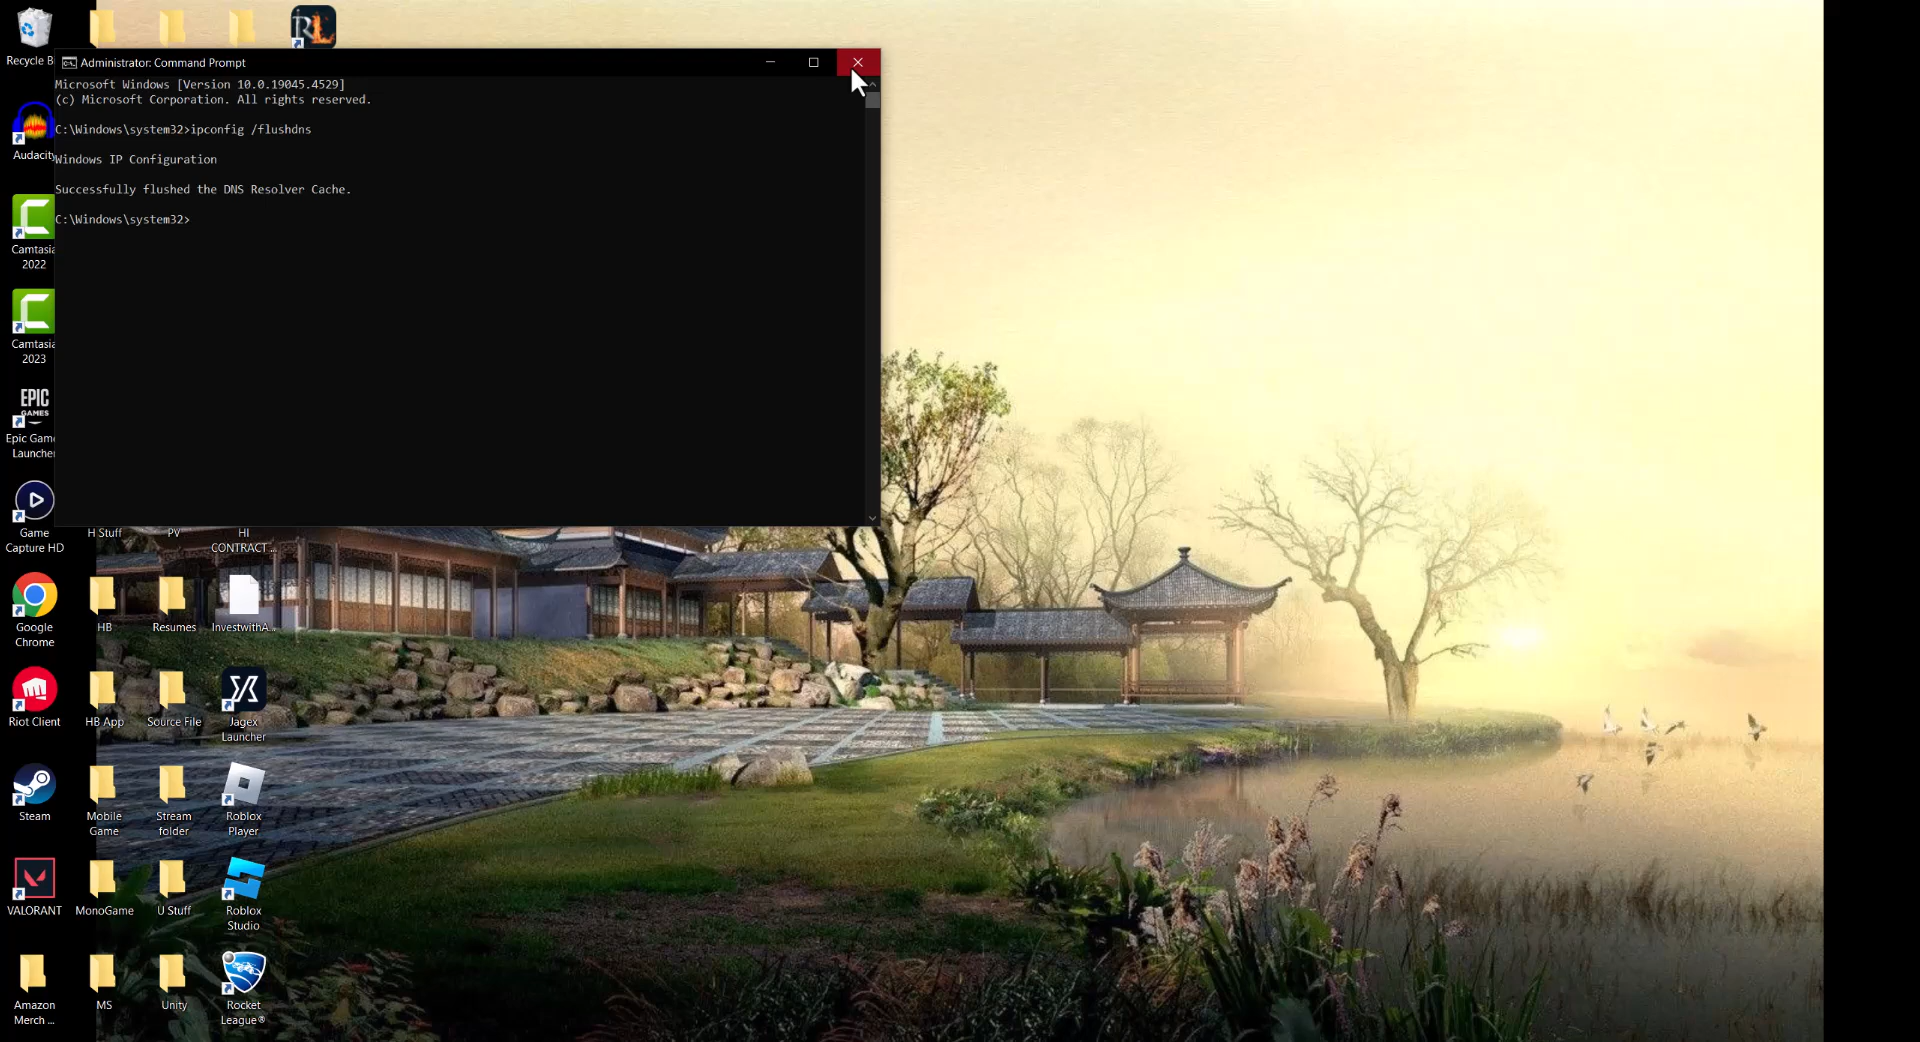 Administrator: Command Prompt
Microsoft Windows [Version 10.0.19045.4529]
(c) Microsoft Corporation. All rights reserved.
C:\Windows\system32>ipconfig /flushdns
Windows IP Configuration
Successfully flushed the DNS Resolver Cache.
C:\Windows\system32>
Recycle B
Audacity
Camtasia
2022
Camtasia
2023
EPIC
GAMES
Epic Game
Launcher
Game
Capture HD
H Stuff
PV
HI
CONTRACT ...
Google
Chrome
HB
Resumes
InvestwithA...
Riot Client
HB App
Source File
Jagex
Launcher
Steam
Mobile
Game
Stream
folder
Roblox
Player
VALORANT
MonoGame
U Stuff
Roblox
Studio
Amazon
Merch ...
MS
Unity
Rocket
League®